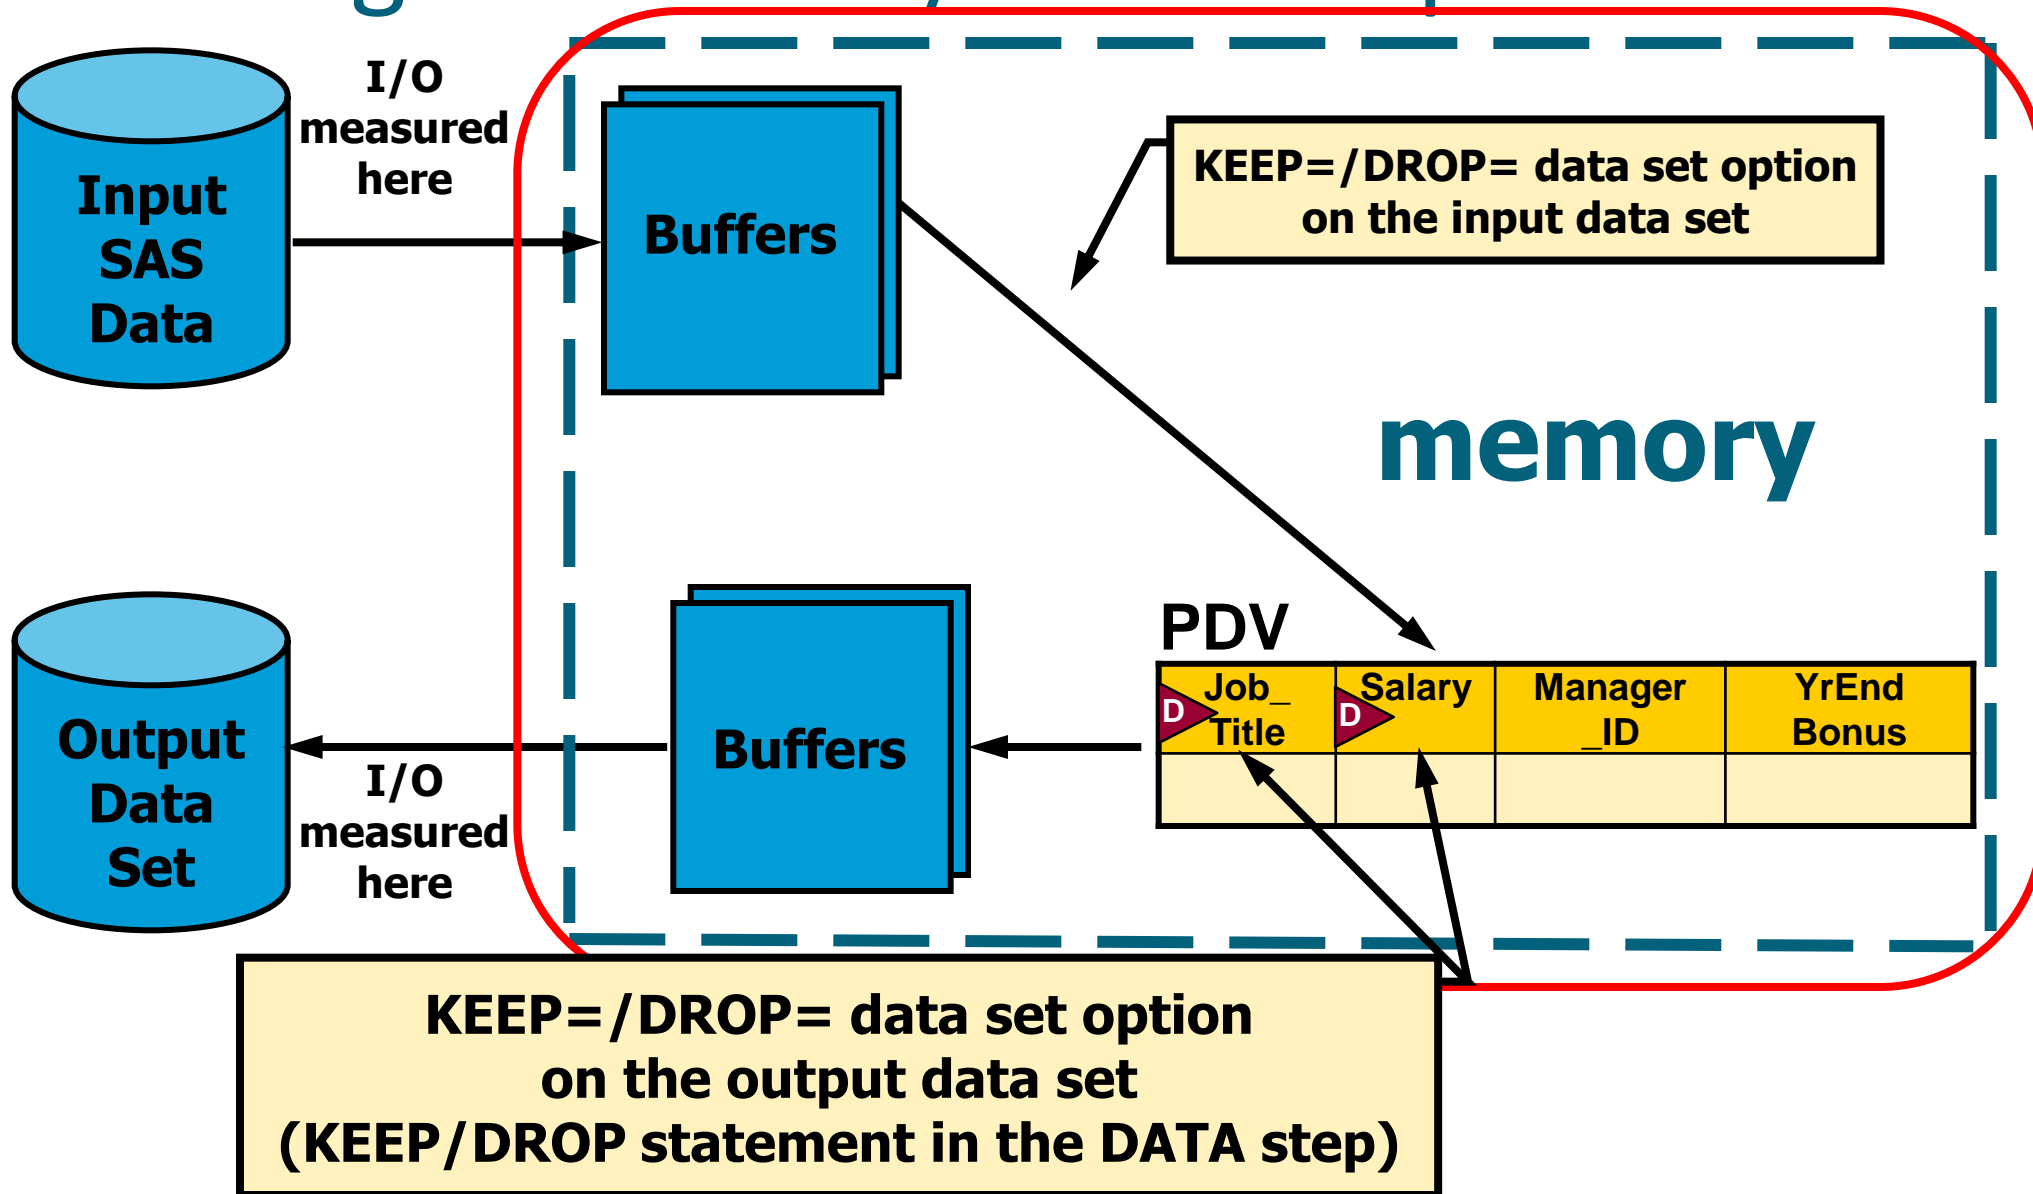 Input
SAS
Data
I/O
measured
here
Buffers
KEEP=/DROP= data set option
on the input data set
memory
PDV
D
Job_
Title
D
Salary
Manager
_ID
YrEnd
Bonus
Buffers
Output
Data
Set
I/O
measured
here
KEEP=/DROP= data set option
on the output data set
(KEEP/DROP statement in the DATA step)